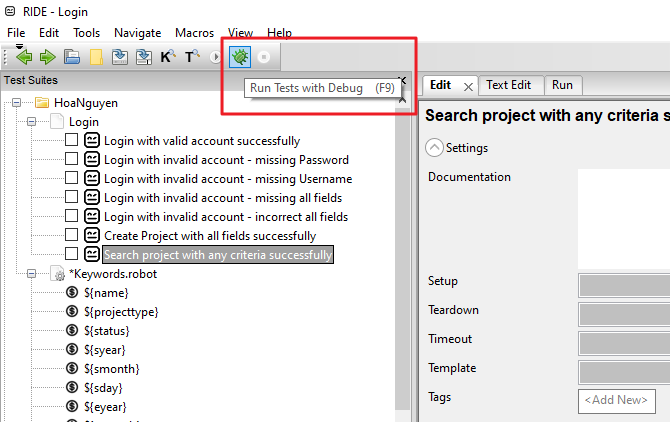 RIDE - Login
File Edit Tools Navigate Macros View Help
K T
Run Tests with Debug (F9)
Test Suites
HoaNguyen
Login
Login with valid account successfully
Login with invalid account - missing Password
Login with invalid account - missing Username
Login with invalid account - missing all fields
Login with invalid account - incorrect all fields
Create Project with all fields successfully
Search project with any criteria successfully
*Keywords.robot
${name}
${projecttype}
${status}
${syear}
${smonth}
${sday}
${eyear}
Edit Text Edit Run
Search project with any criteria s
Settings
Documentation
Setup
Teardown
Timeout
Template
Tags <Add New>